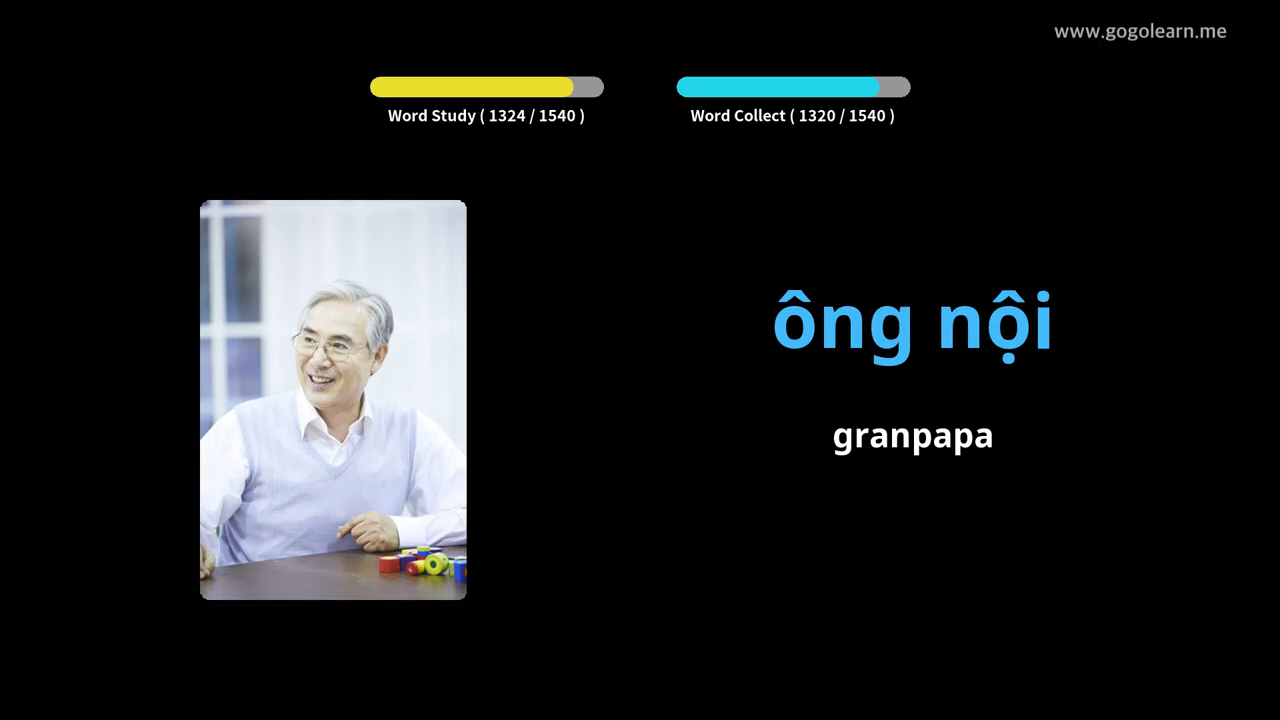 www.gogolearn.me
Word Study ( 1324 / 1540 )
Word Collect ( 1320 / 1540 )
ông nội
granpapa